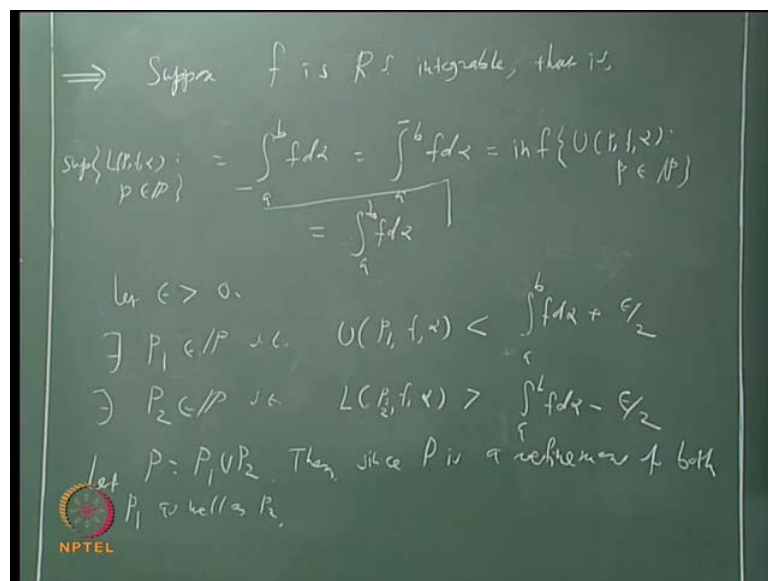 ⟹ Suppose f is R S integrable, that is,
sup{L(P,f,α) : P ∈ ℙ} = ∫_a^b f dα = ∫_a^b f dα = inf{U(P,f,α) : P ∈ ℙ}
= ∫_a^b f dα
let ε > 0.
∃ P₁ ∈ ℙ s.t. U(P₁, f, α) < ∫_a^b f dα + ε/2
∃ P₂ ∈ ℙ s.t. L(P₂, f, α) > ∫_a^b f dα - ε/2
Let P = P₁ ∪ P₂. Then, since P is a refinement of both
P₁ as well as P₂,
NPTEL